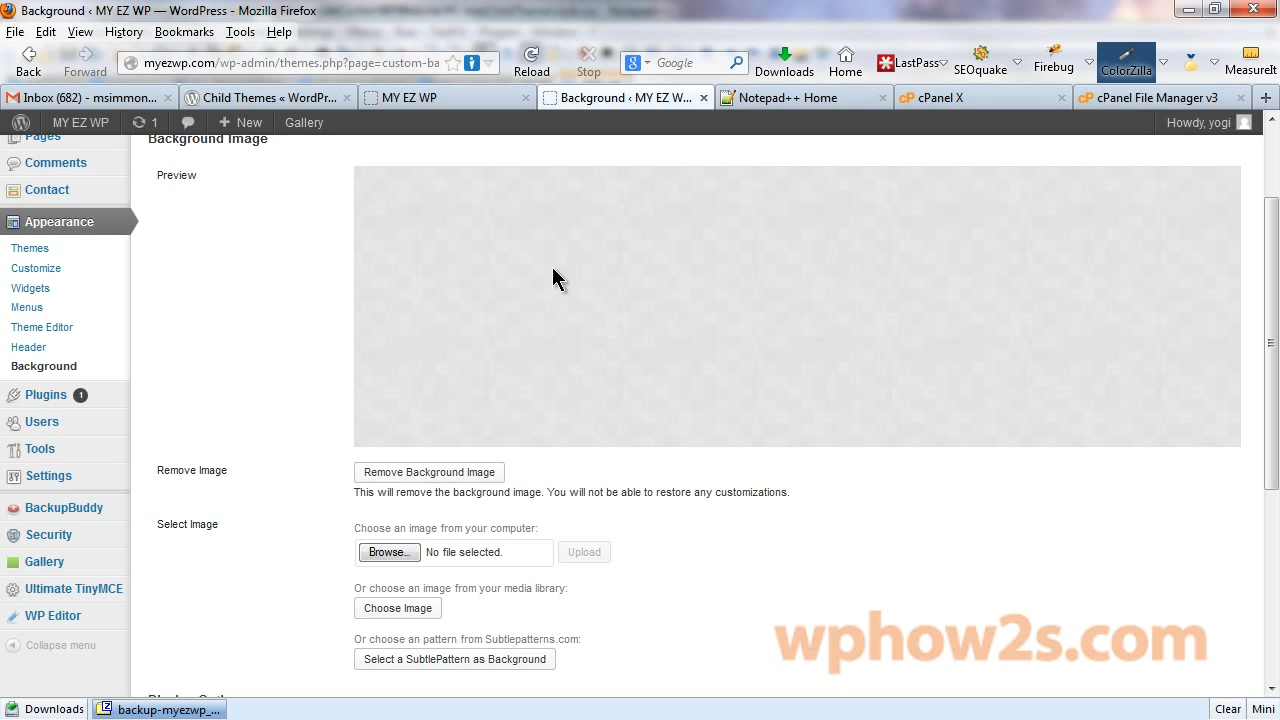 Background ‹ MY EZ WP — WordPress - Mozilla Firefox
File Edit View History Bookmarks Tools Help
Back Forward myezwp.com/wp-admin/themes.php?page=custom-ba Reload Stop Google Downloads Home LastPass SEOquake Firebug ColorZilla MeasureIt
Inbox (682) - msimmon... Child Themes « WordPr... MY EZ WP Background ‹ MY EZ W... Notepad++ Home cPanel X cPanel File Manager v3
MY EZ WP 1 + New Gallery Howdy, yogi
Pages
Comments
Contact
Appearance
Themes
Customize
Widgets
Menus
Theme Editor
Header
Background
Plugins 1
Users
Tools
Settings
BackupBuddy
Security
Gallery
Ultimate TinyMCE
WP Editor
Collapse menu
Background Image
Preview
Remove Image
Remove Background Image
This will remove the background image. You will not be able to restore any customizations.
Select Image
Choose an image from your computer:
Browse... No file selected. Upload
Or choose an image from your media library:
Choose Image
Or choose an pattern from Subtlepatterns.com:
Select a SubtlePattern as Background
wphow2s.com
Downloads backup-myezwp_... Clear Mini